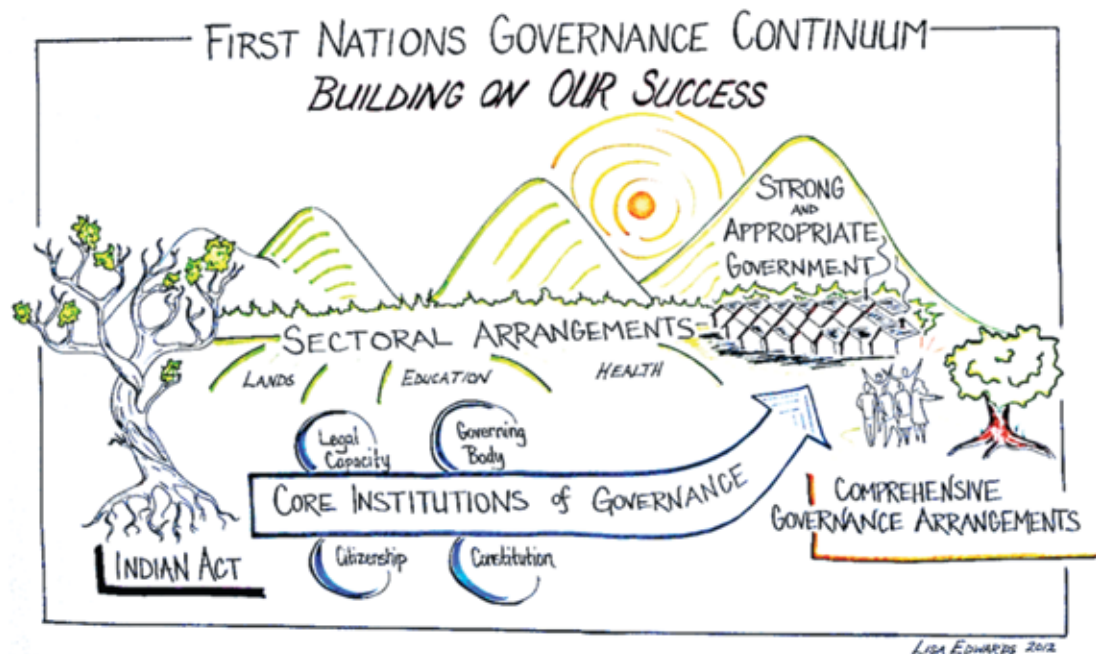 FIRST NATIONS GOVERNANCE CONTINUUM
BUILDING ON OUR SUCCESS
STRONG
AND
APPROPRIATE
GOVERNMENT
SECTORAL ARRANGEMENTS
LANDS
EDUCATION
HEALTH
Legal
Capacity
Governing
Body
CORE INSTITUTIONS of GOVERNANCE
Citizenship
Constitution
INDIAN ACT
COMPREHENSIVE
GOVERNANCE ARRANGEMENTS
LISA EDWARDS 2012